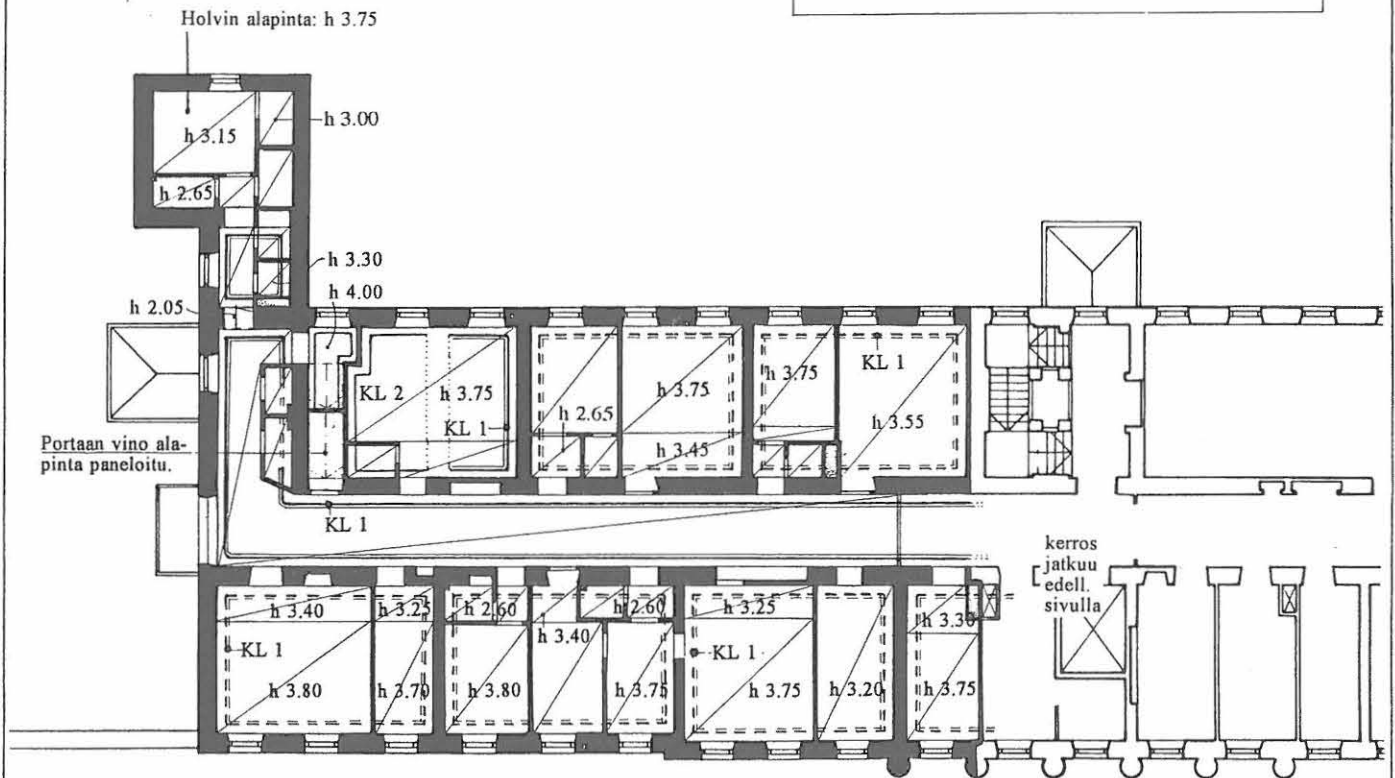 Holvin alapinta: h 3.75
h 3.15
h 3.00
h 2.65
h 3.30
h 4.00
h 2.05
KL 2
h 3.75
KL 1
h 2.65
h 3.75
h 3.45
h 3.75
KL 1
h 3.55
Portaan vino ala-
pinta paneloitu.
KL 1
kerros
jatkuu
edell.
sivulla
h 3.40
h 3.25
h 2.60
h 3.40
h 2.60
h 3.25
h 3.30
KL 1
KL 1
h 3.80
h 3.70
h 3.80
h 3.75
h 3.75
h 3.20
h 3.75